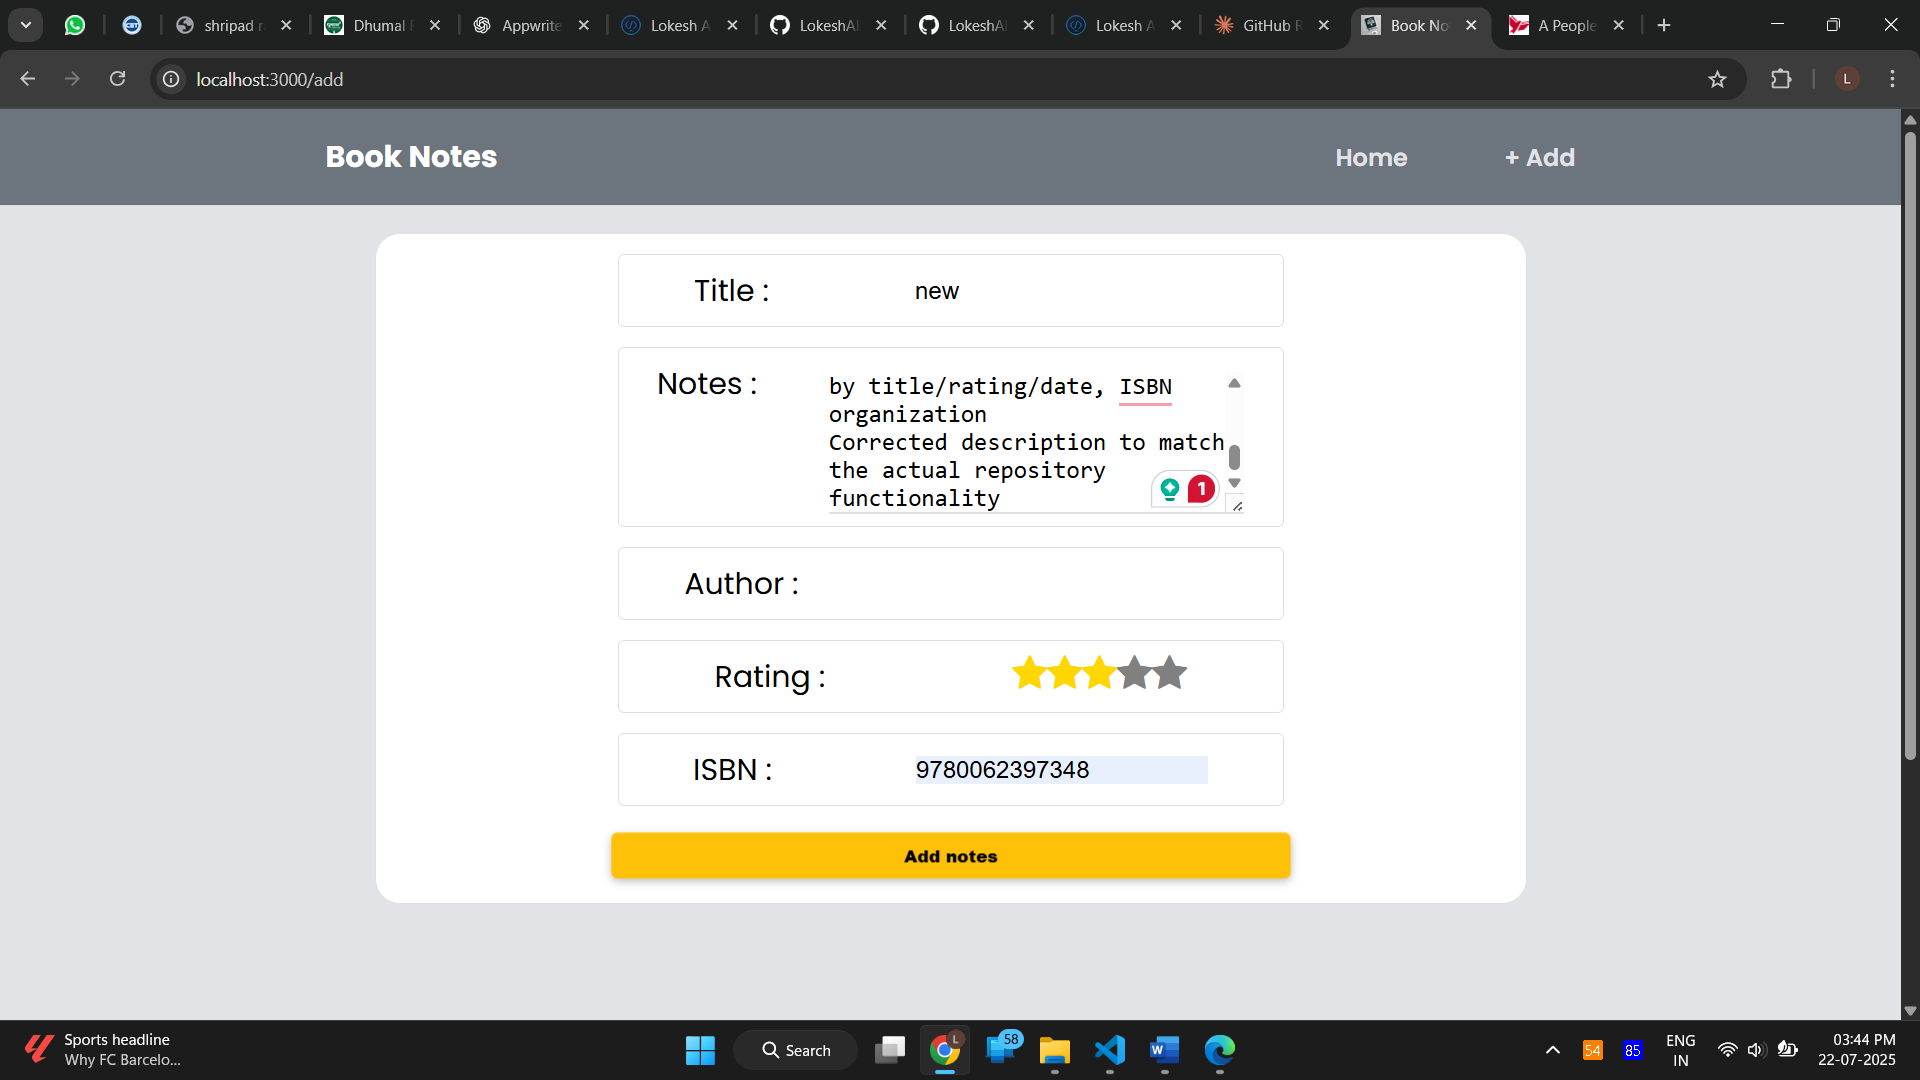 shripad r
Dhumal F
Appwrite
Lokesh A
LokeshAl
LokeshAl
Lokesh A
GitHub R
Book No
A People
localhost:3000/add
L
Book Notes
Home
+ Add
Title :
new
Notes :
by title/rating/date, ISBN
organization
Corrected description to match
the actual repository
functionality
1
Author :
Rating :
ISBN :
9780062397348
Add notes
Sports headline
Why FC Barcelo...
Search
L
58
54
85
ENG
IN
03:44 PM
22-07-2025